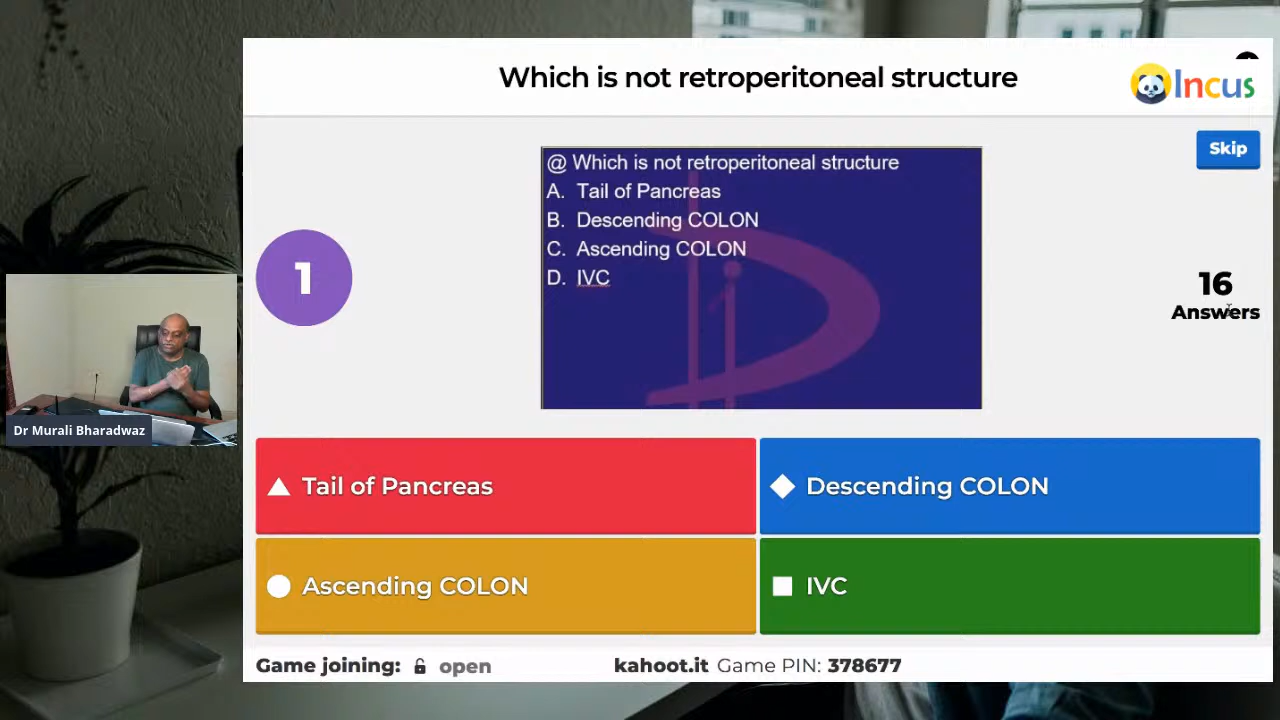 Which is not retroperitoneal structure
Incus
Skip
@ Which is not retroperitoneal structure
A. Tail of Pancreas
B. Descending COLON
C. Ascending COLON
D. IVC
1
16
Answers
Dr Murali Bharadwaz
Tail of Pancreas
Descending COLON
Ascending COLON
IVC
Game joining: open
kahoot.it Game PIN: 378677